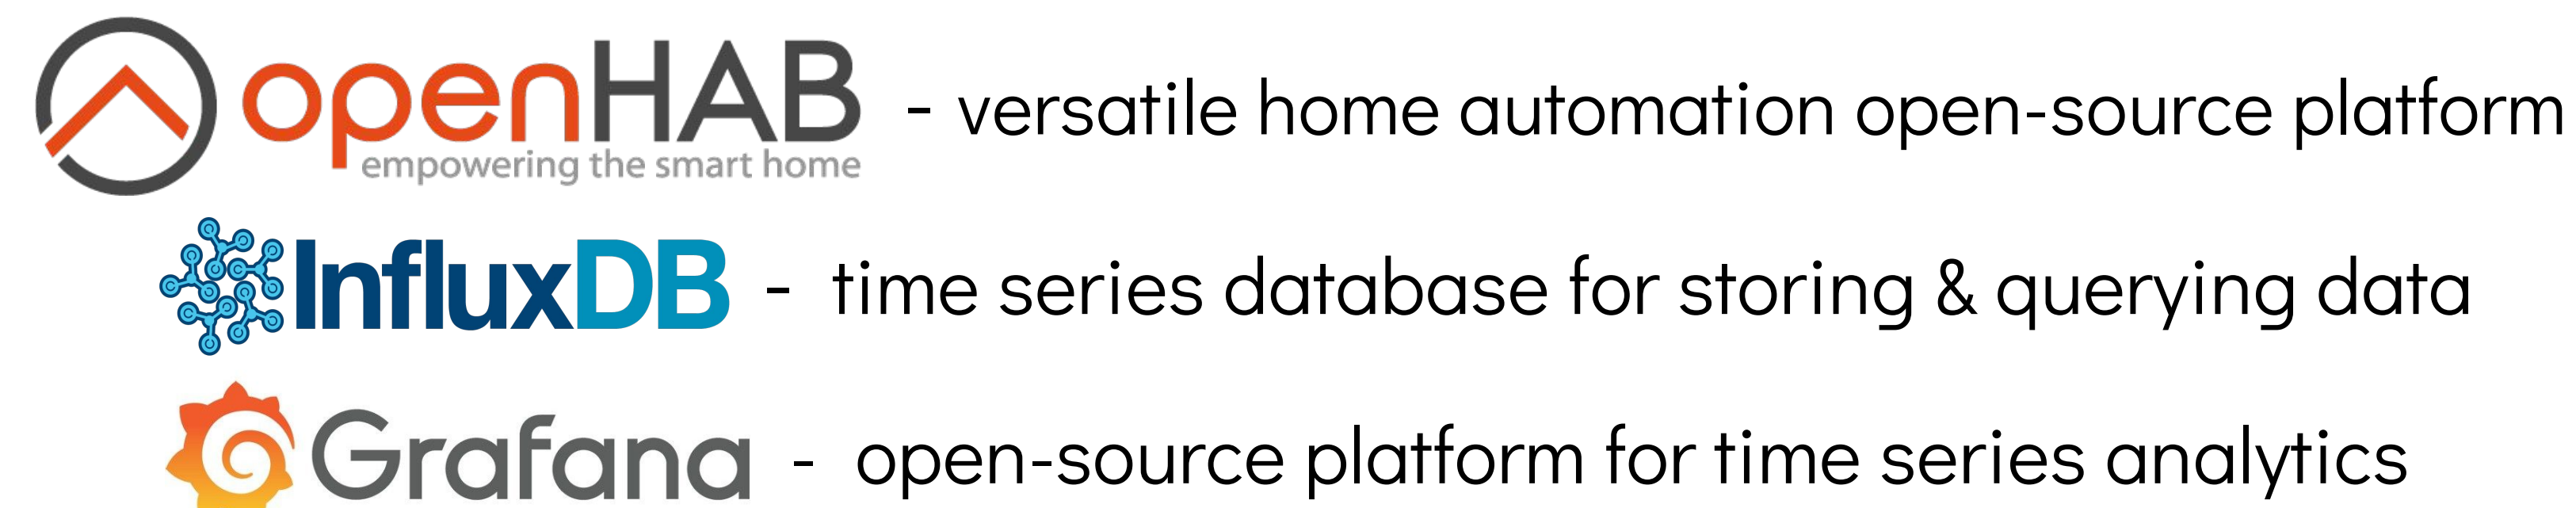 openHAB - versatile home automation open-source platform
empowering the smart home
InfluxDB - time series database for storing & querying data
Grafana - open-source platform for time series analytics